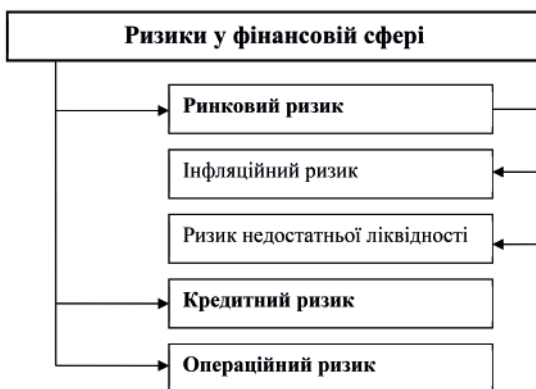 Ризики у фінансовій сфері
Ринковий ризик
Інфляційний ризик
Ризик недостатньої ліквідності
Кредитний ризик
Операційний ризик